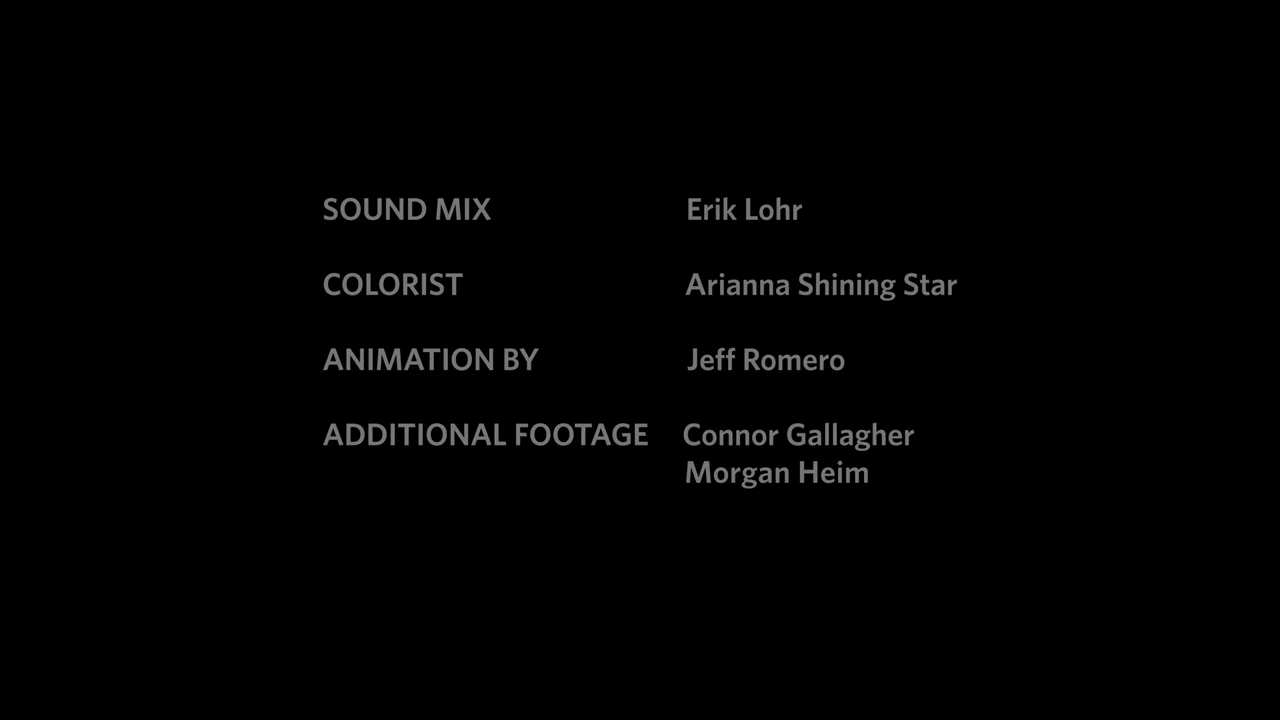 SOUND MIX Erik Lohr
COLORIST Arianna Shining Star
ANIMATION BY Jeff Romero
ADDITIONAL FOOTAGE Connor Gallagher
Morgan Heim